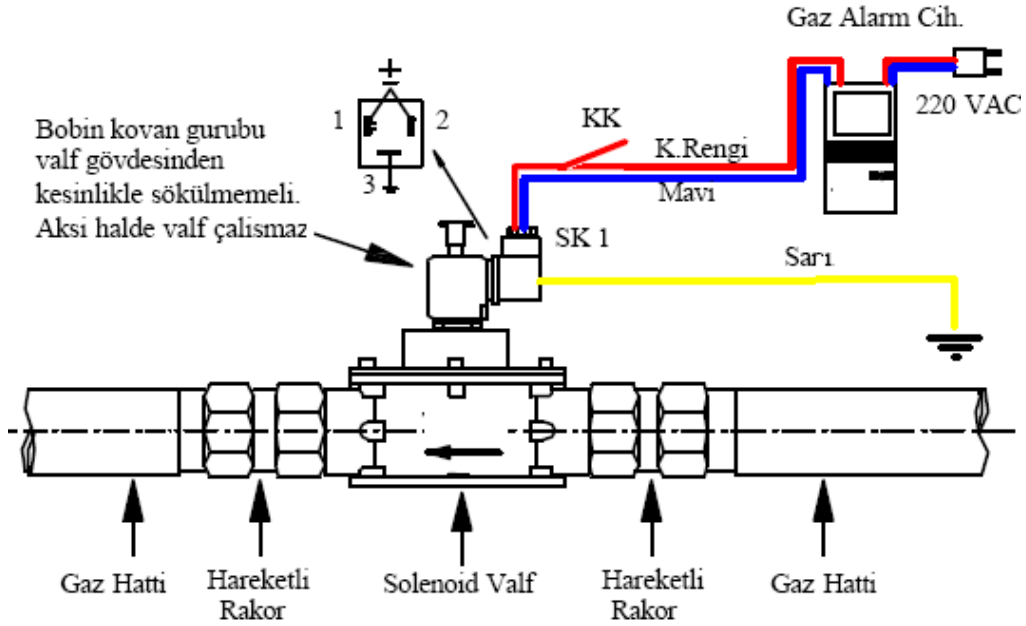 Gaz Alarm Cih.
220 VAC
1
2
3
KK
K.Rengi
Mavı
Bobin kovan gurubu
valf gövdesinden
kesinlikle sökülmemeli.
Aksi halde valf çalismaz
SK 1
Sarı
Gaz Hatti
Hareketli
Rakor
Solenoid Valf
Hareketli
Rakor
Gaz Hatti